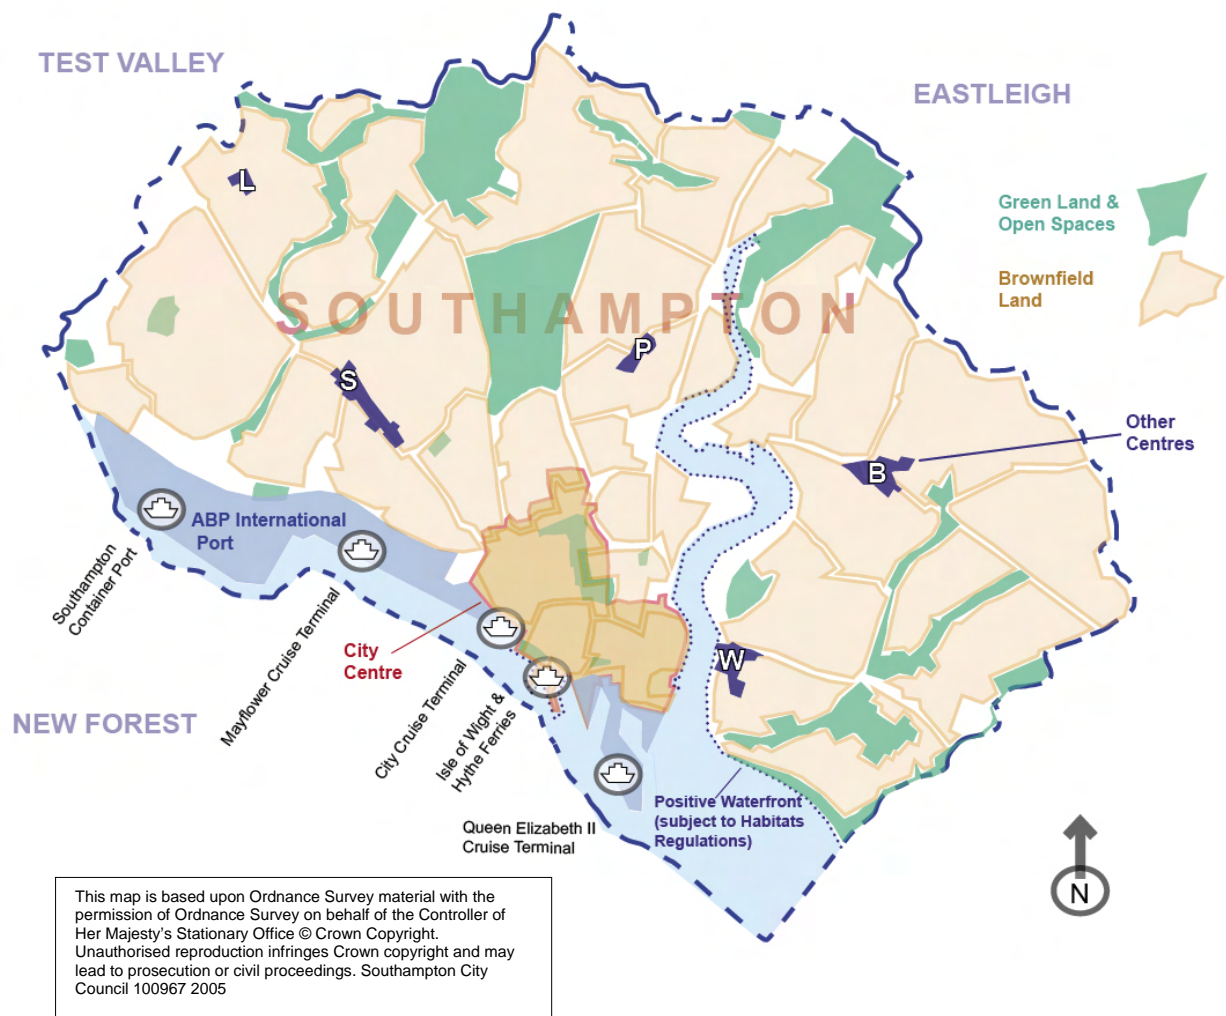 TEST VALLEY
EASTLEIGH
L
Green Land &
Open Spaces
Brownfield
Land
SOUTHAMPTON
P
S
Other
Centres
B
ABP International
Port
Southampton
Container Port
Mayflower Cruise Terminal
City
Centre
W
City Cruise Terminal
Isle of Wight &
Hythe Ferries
NEW FOREST
Positive Waterfront
(subject to Habitats
Regulations)
Queen Elizabeth II
Cruise Terminal
N
This map is based upon Ordnance Survey material with the
permission of Ordnance Survey on behalf of the Controller of
Her Majesty's Stationary Office © Crown Copyright.
Unauthorised reproduction infringes Crown copyright and may
lead to prosecution or civil proceedings. Southampton City
Council 100967 2005